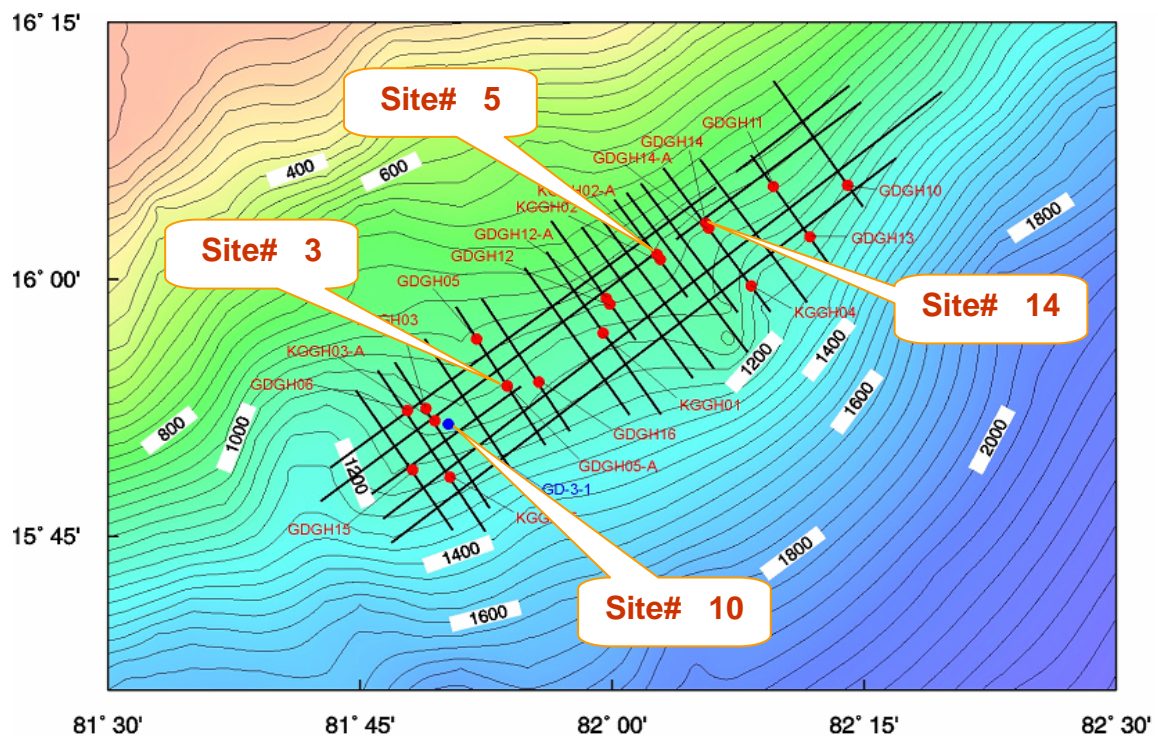 16° 15'
Site# 5
GDGH11
GDGH14
GDGH14-A
400
600
KGGH02-A
GDGH10
KGGH02
1800
GDGH12-A
GDGH13
Site# 3
GDGH12
16° 00'
GDGH05
Site# 14
KGGH04
KGGH03-A
1200
1400
GDGH06
1600
KGGH01
800
1000
GDGH16
2000
1200
GDGH05-A
GD-3-1
GDGH15
15° 45'
1400
1800
Site# 10
1600
81° 30'
81° 45'
82° 00'
82° 15'
82° 30'